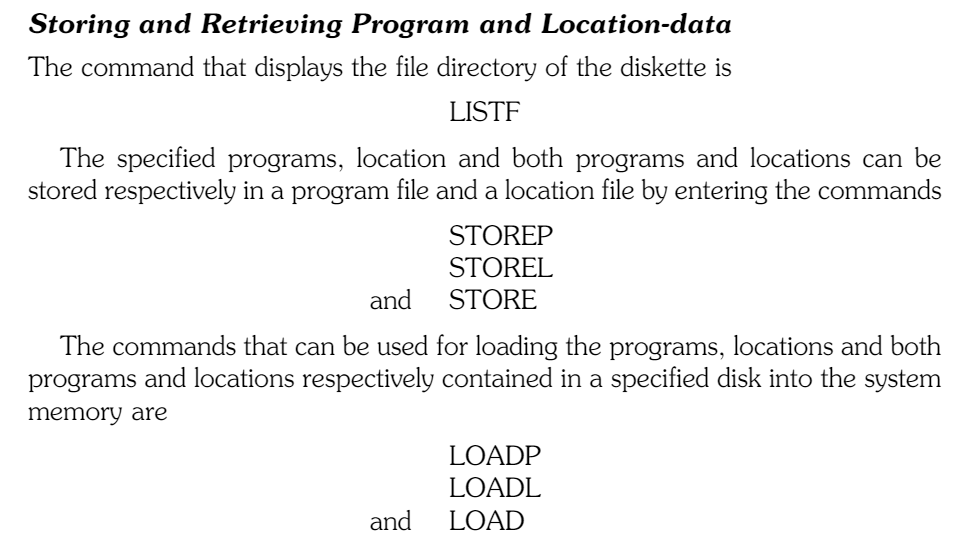 Storing and Retrieving Program and Location-data
The command that displays the file directory of the diskette is
LISTF
The specified programs, location and both programs and locations can be
stored respectively in a program file and a location file by entering the commands
STOREP
STOREL
and STORE
The commands that can be used for loading the programs, locations and both
programs and locations respectively contained in a specified disk into the system
memory are
LOADP
LOADL
and LOAD